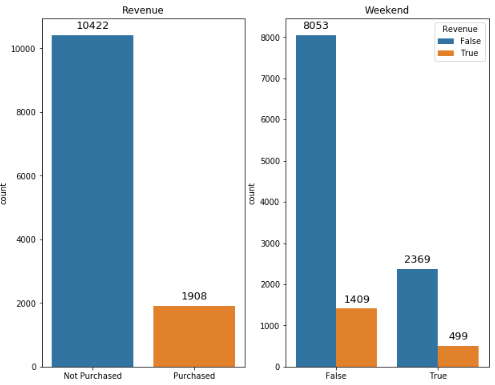 Revenue
10422
1908
10000
8000
6000
4000
2000
0
count
Not Purchased
Purchased
Weekend
8053
1409
2369
499
Revenue
False
True
8000
7000
6000
5000
4000
3000
2000
1000
0
count
False
True